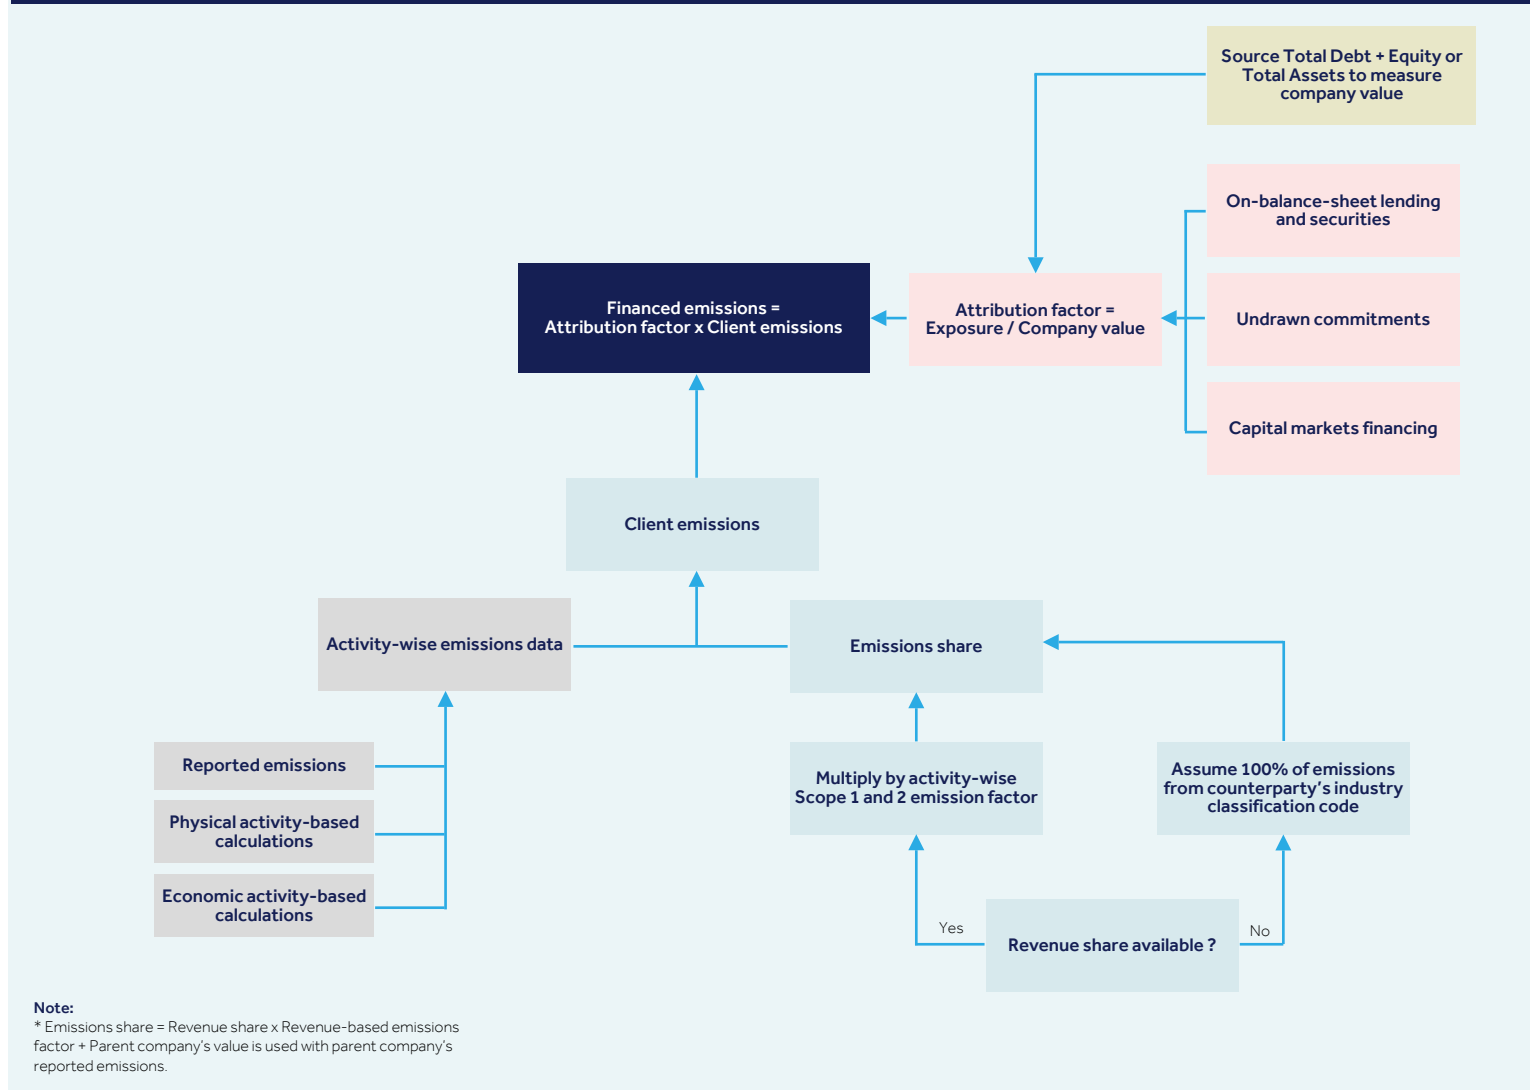 Source Total Debt + Equity or
Total Assets to measure
company value
On-balance-sheet lending
and securities
Financed emissions =
Attribution factor x Client emissions
Attribution factor =
Exposure / Company value
Undrawn commitments
Capital markets financing
Client emissions
Activity-wise emissions data
Emissions share
Reported emissions
Physical activity-based
calculations
Economic activity-based
calculations
Multiply by activity-wise
Scope 1 and 2 emission factor
Assume 100% of emissions
from counterparty’s industry
classification code
Yes
Revenue share available ?
No
Note:
* Emissions share = Revenue share x Revenue-based emissions
factor + Parent company’s value is used with parent company’s
reported emissions.